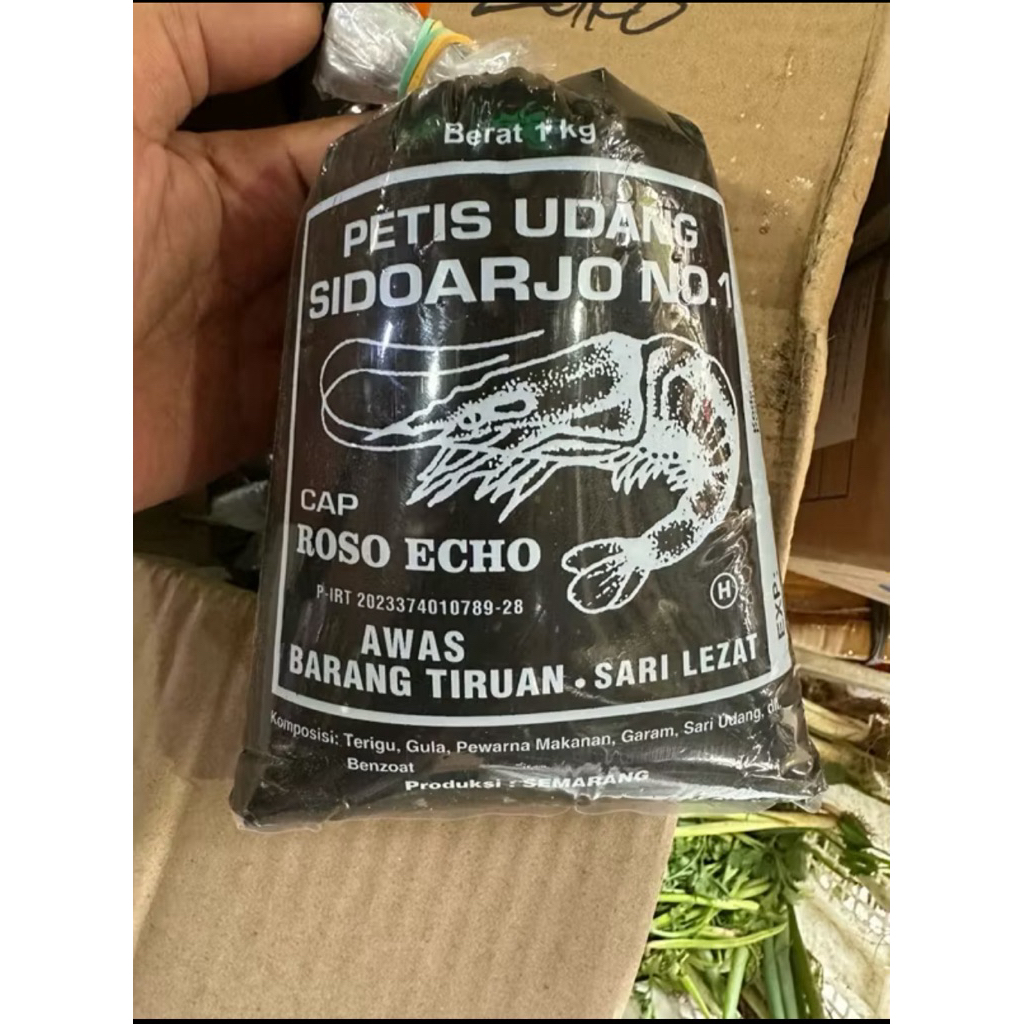 Berat 1 kg
PETIS UDANG
SIDOARJO NO.1
CAP
ROSO ECHO
P-IRT 2023374010789-28
H
EXP:
AWAS
BARANG TIRUAN • SARI LEZAT
Komposisi: Terigu, Gula, Pewarna Makanan, Garam, Sari Udang, dll.
Benzoat
Produksi : SEMARANG